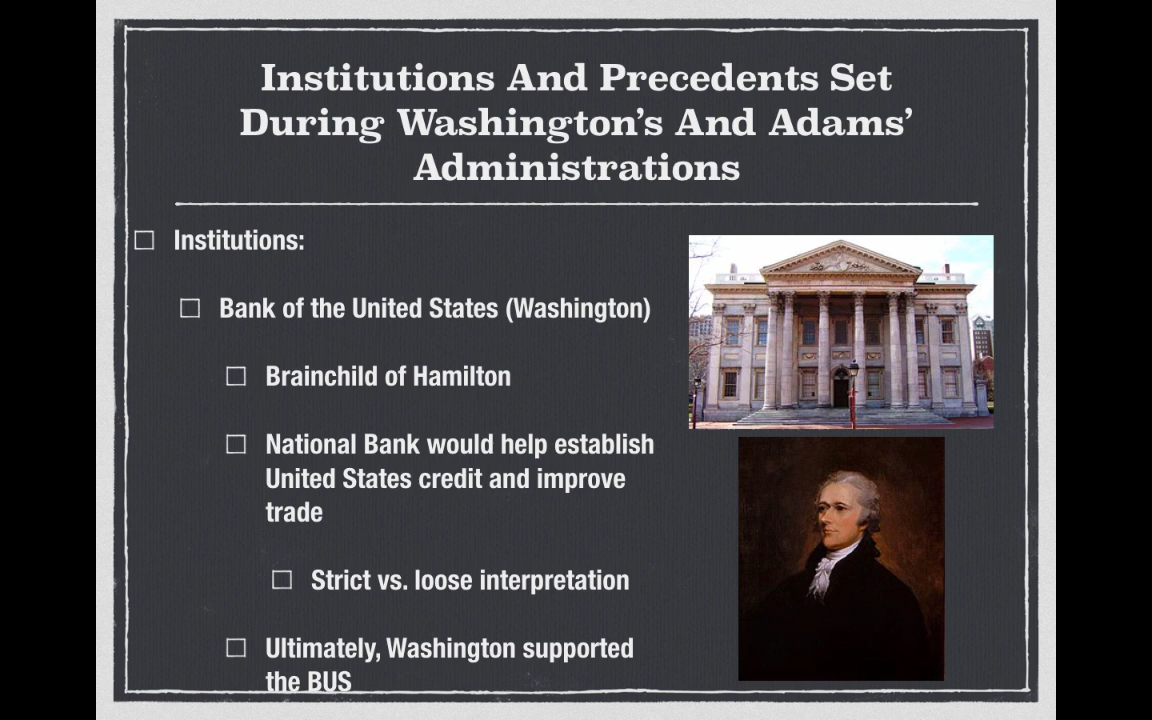 Institutions And Precedents Set
During Washington's And Adams'
Administrations
Institutions:
Bank of the United States (Washington)
Brainchild of Hamilton
National Bank would help establish
United States credit and improve
trade
Strict vs. loose interpretation
Ultimately, Washington supported
the BUS